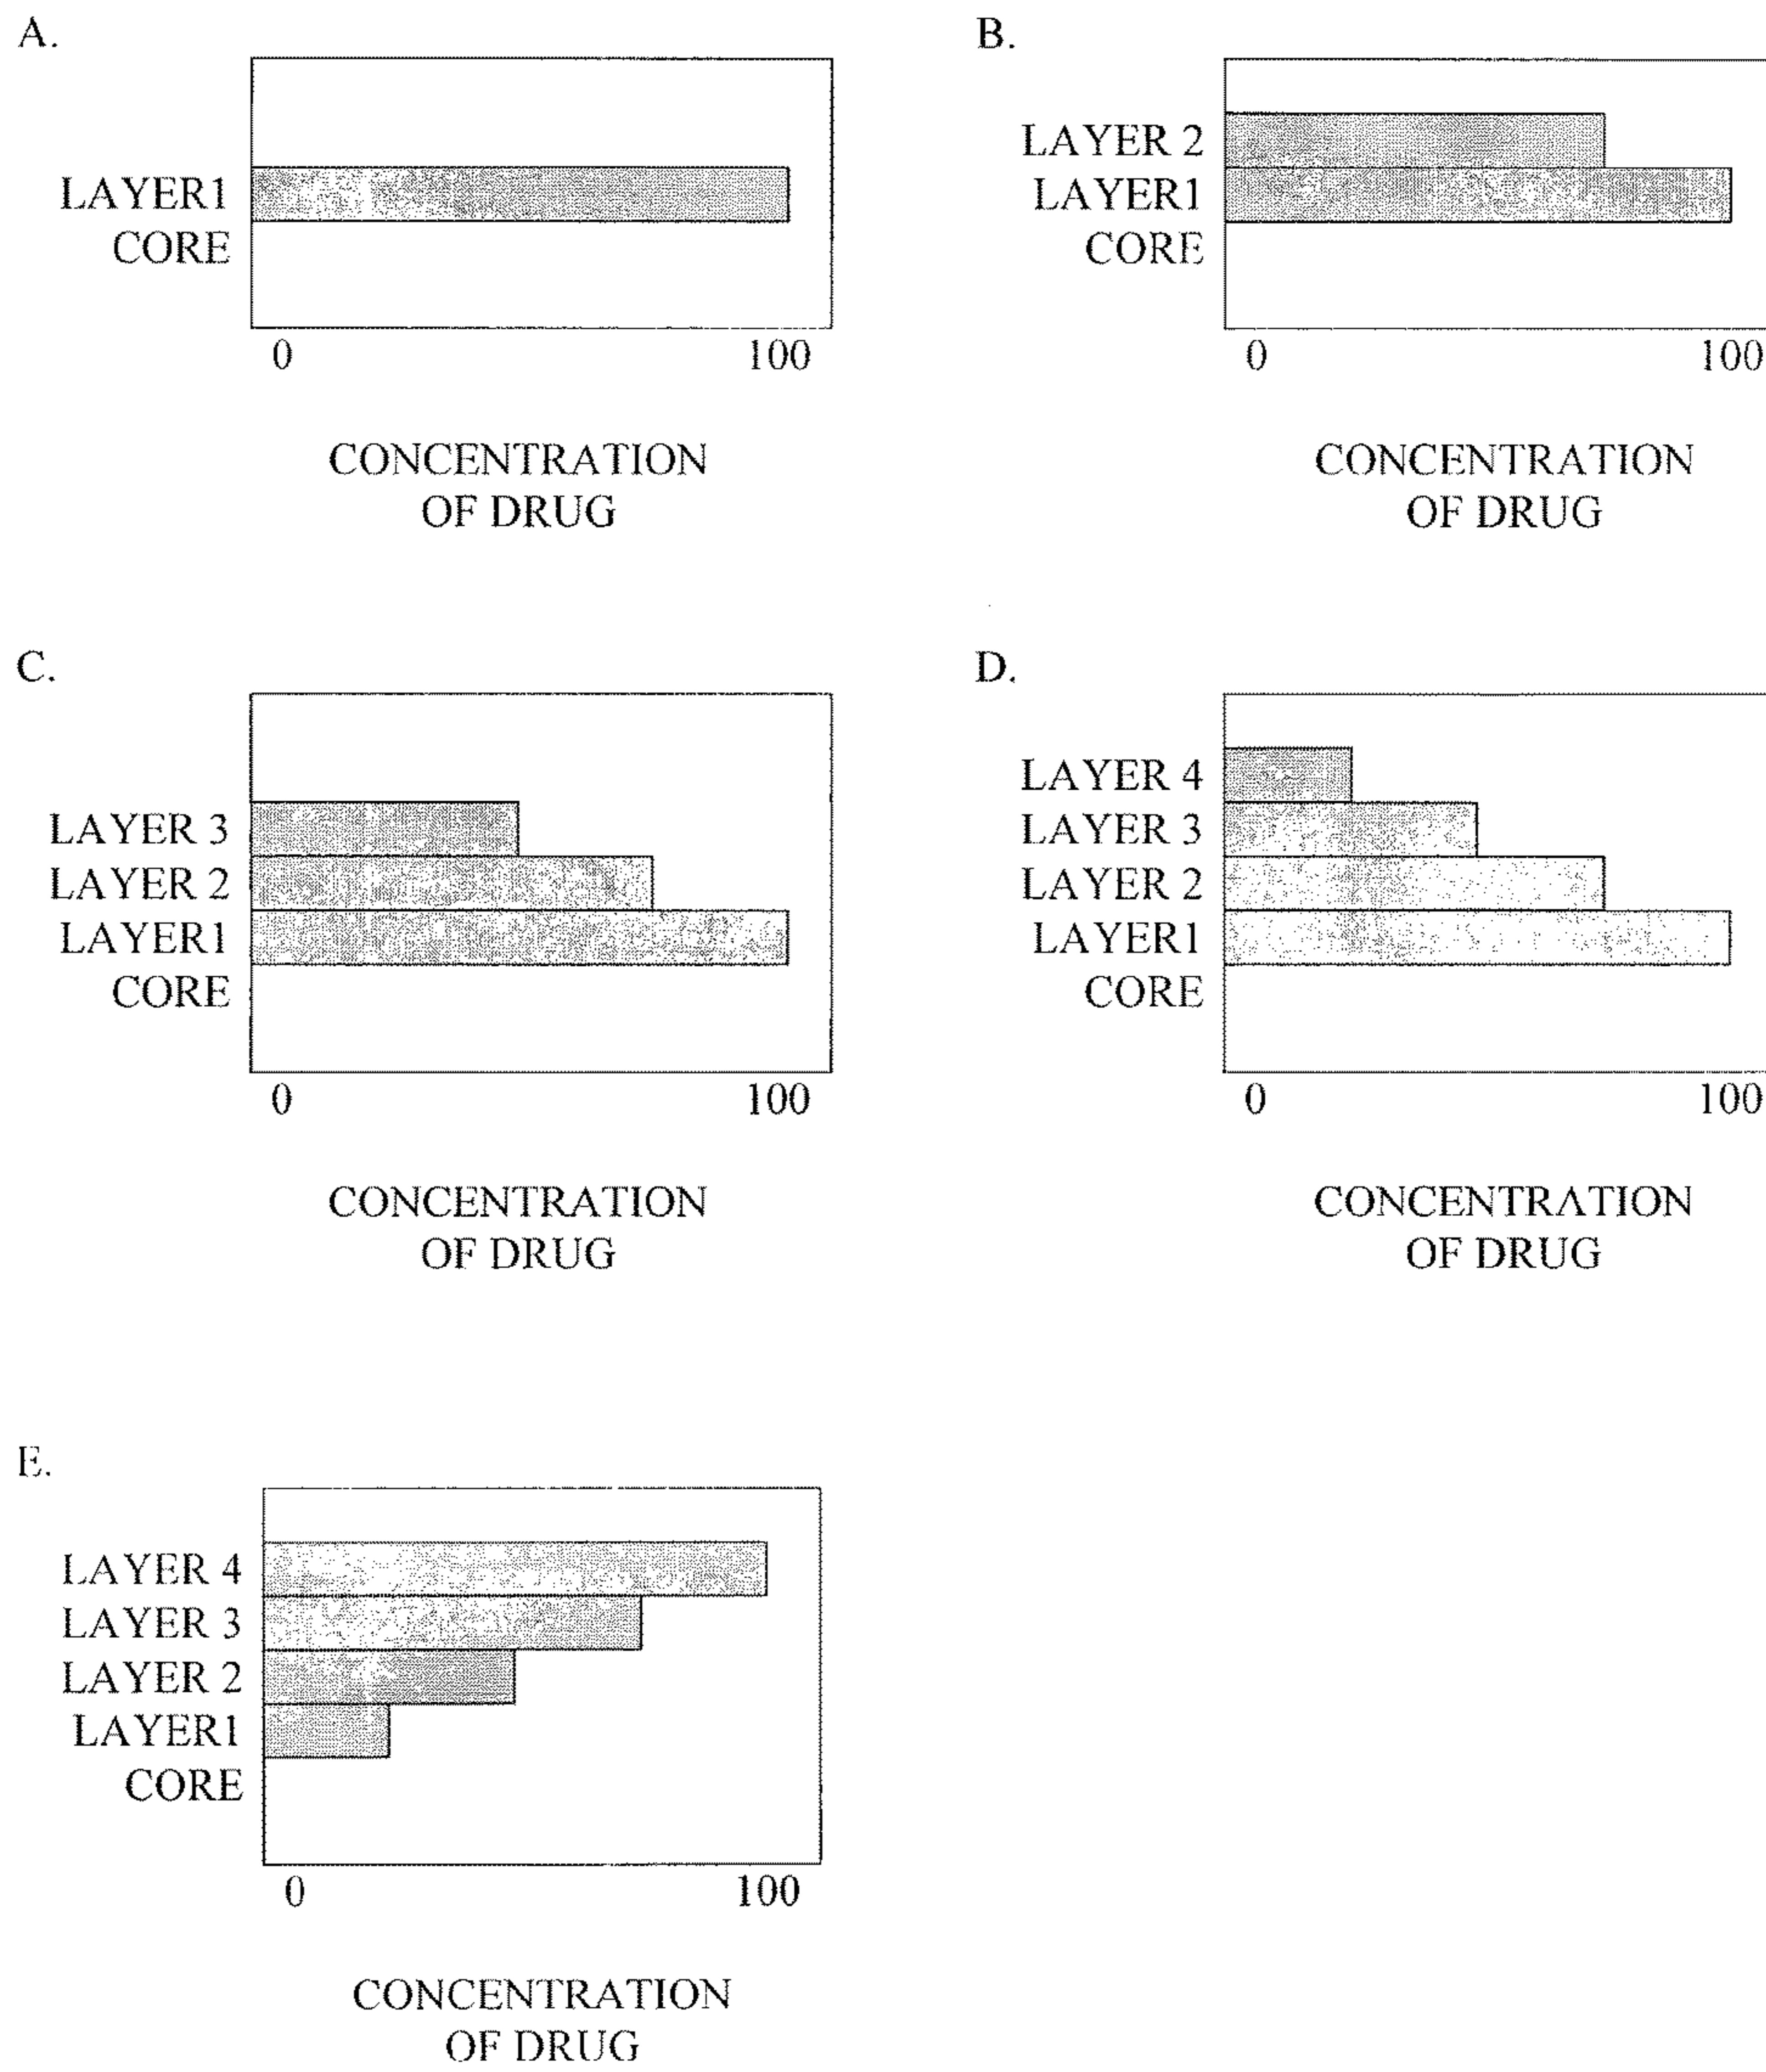 A.
LAYER1
CORE
0 100
CONCENTRATION
OF DRUG
B.
LAYER 2
LAYER1
CORE
0 100
CONCENTRATION
OF DRUG
C.
LAYER 3
LAYER 2
LAYER1
CORE
0 100
CONCENTRATION
OF DRUG
D.
LAYER 4
LAYER 3
LAYER 2
LAYER1
CORE
0 100
CONCENTRATION
OF DRUG
E.
LAYER 4
LAYER 3
LAYER 2
LAYER1
CORE
0 100
CONCENTRATION
OF DRUG